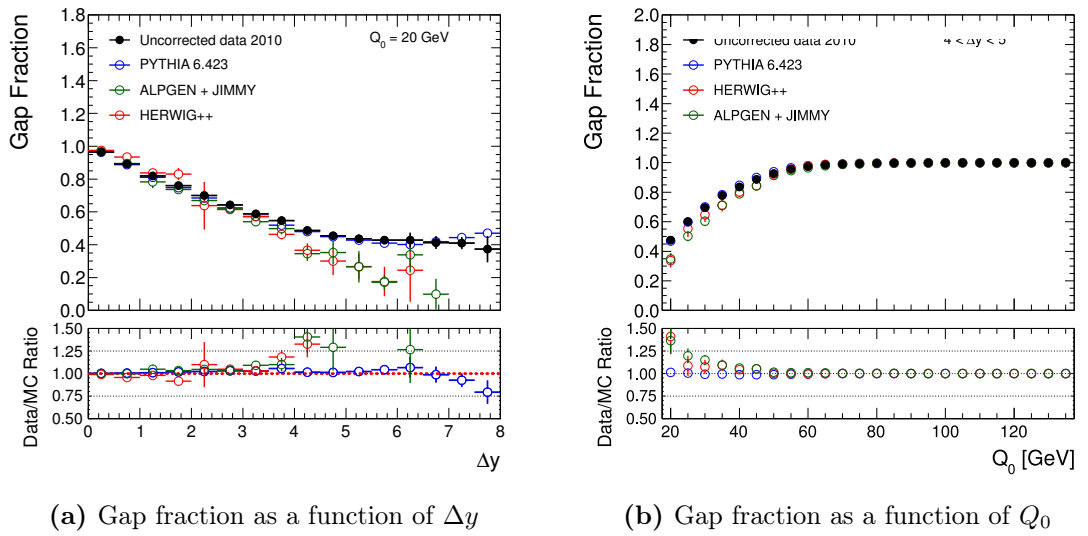 Gap Fraction
1.8
1.6
1.4
1.2
1.0
0.8
0.6
0.4
0.2
0.0
Uncorrected data 2010
Q0 = 20 GeV
PYTHIA 6.423
ALPGEN + JIMMY
HERWIG++
Data/MC Ratio
1.50
1.25
1.00
0.75
0.50
0 1 2 3 4 5 6 7 8
Δy
(a) Gap fraction as a function of Δy
Gap Fraction
2.0
1.8
1.6
1.4
1.2
1.0
0.8
0.6
0.4
0.2
0.0
Uncorrected data 2010
4 < Δy < 5
PYTHIA 6.423
HERWIG++
ALPGEN + JIMMY
Data/MC Ratio
1.50
1.25
1.00
0.75
0.50
20 40 60 80 100 120
Q0 [GeV]
(b) Gap fraction as a function of Q0